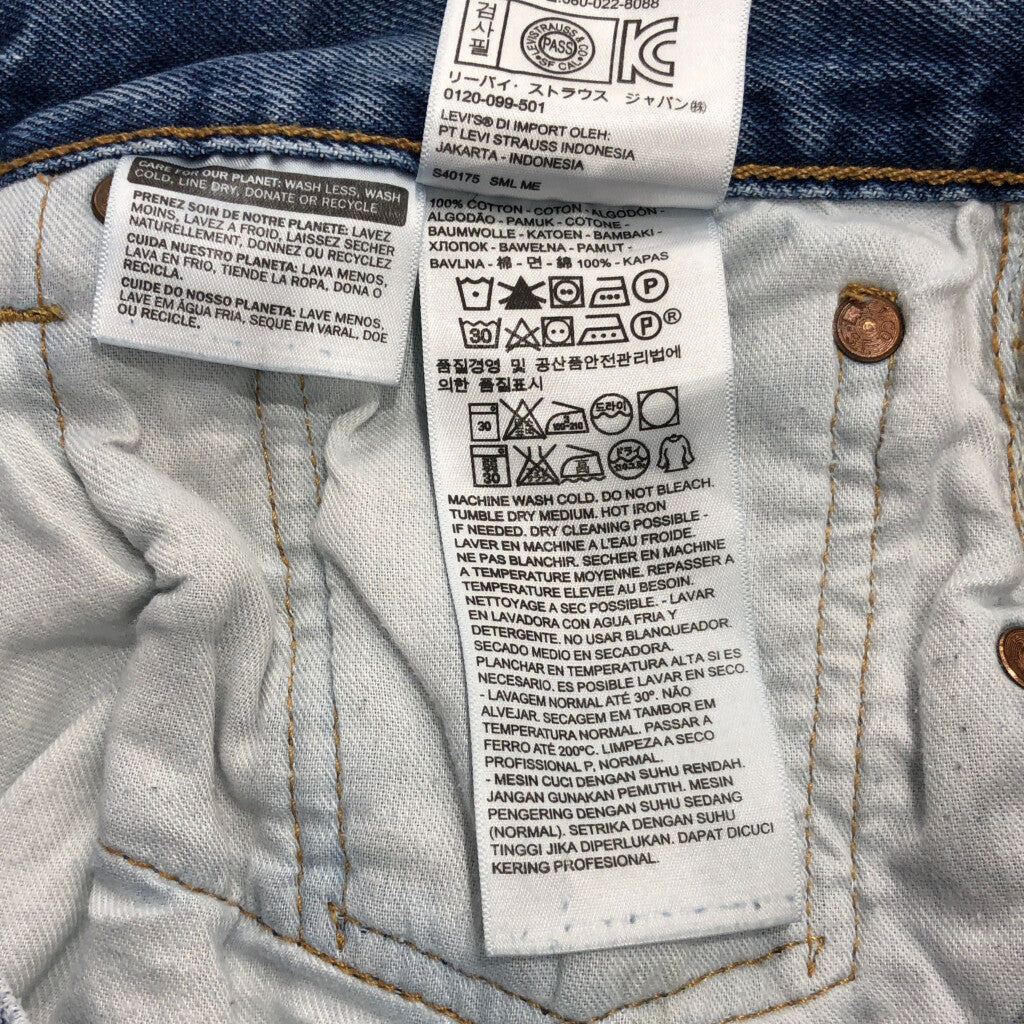 :080-022-8088
검사필
LEVI STRAUSS & CO.
PASS
SF CAL
リーバイ・ストラウス ジャパン㈱
0120-099-501
LEVI'S® DI IMPORT OLEH:
PT LEVI STRAUSS INDONESIA
JAKARTA - INDONESIA
S40175 SML ME
CARE FOR OUR PLANET: WASH LESS, WASH
COLD, LINE DRY, DONATE OR RECYCLE
PRENEZ SOIN DE NOTRE PLANETE: LAVEZ
MOINS, LAVEZ A FROID, LAISSEZ SECHER
NATURELLEMENT, DONNEZ OU RECYCLEZ
CUIDA NUESTRO PLANETA: LAVA MENOS,
LAVA EN FRIO, TIENDE LA ROPA, DONA O
RECICLA.
CUIDE DO NOSSO PLANETA: LAVE MENOS,
LAVE EM ÁGUA FRIA, SEQUE EM VARAL, DOE
OU RECICLE.
100% COTTON - COTON - ALGODÓN -
ALGODÃO - PAMUK - COTONE -
BAUMWOLLE - KATOEN - BAMBAKI -
ХЛОПОК - BAWEŁNA - PAMUT -
BAVLNA - 棉 - 면 - 綿 100% - KAPAS
P
30 P ®
품질경영 및 공산품안전관리법에
의한 품질표시
30 3 180~210 드라이
30 ドライ
MACHINE WASH COLD. DO NOT BLEACH.
TUMBLE DRY MEDIUM. HOT IRON
IF NEEDED. DRY CLEANING POSSIBLE -
LAVER EN MACHINE A L'EAU FROIDE.
NE PAS BLANCHIR. SECHER EN MACHINE
A TEMPERATURE MOYENNE. REPASSER A
TEMPERATURE ELEVEE AU BESOIN.
NETTOYAGE A SEC POSSIBLE. - LAVAR
EN LAVADORA CON AGUA FRIA Y
DETERGENTE. NO USAR BLANQUEADOR.
SECADO MEDIO EN SECADORA.
PLANCHAR EN TEMPERATURA ALTA SI ES
NECESARIO. ES POSIBLE LAVAR EN SECO.
- LAVAGEM NORMAL ATÉ 30º. NÃO
ALVEJAR. SECAGEM EM TAMBOR EM
TEMPERATURA NORMAL. PASSAR A
FERRO ATÉ 200ºC. LIMPEZA A SECO
PROFISSIONAL P, NORMAL.
- MESIN CUCI DENGAN SUHU RENDAH.
JANGAN GUNAKAN PEMUTIH. MESIN
PENGERING DENGAN SUHU SEDANG
(NORMAL). SETRIKA DENGAN SUHU
TINGGI JIKA DIPERLUKAN. DAPAT DICUCI
KERING PROFESIONAL.